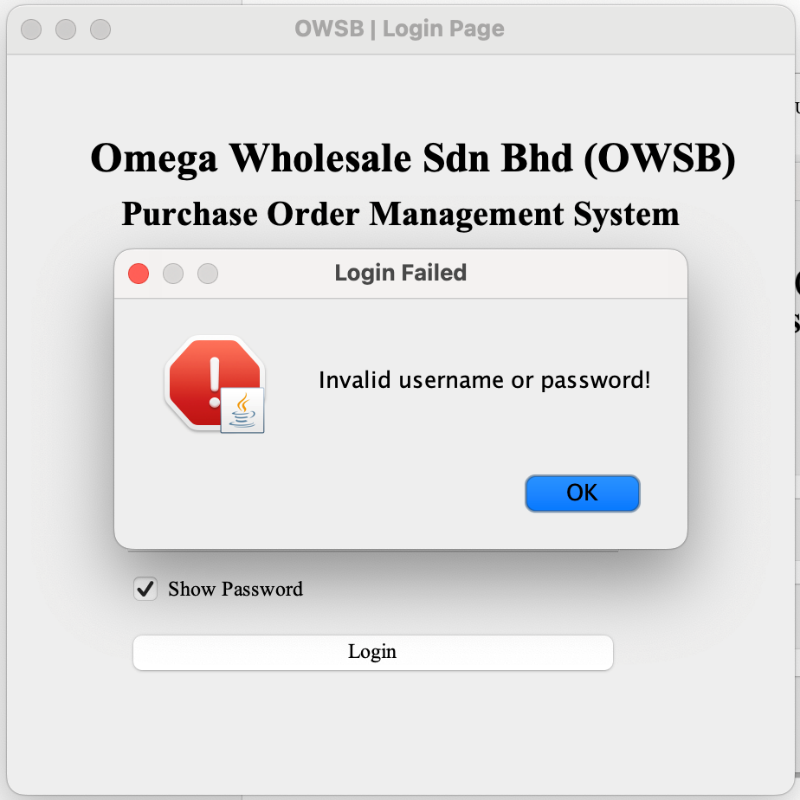 OWSB | Login Page
Omega Wholesale Sdn Bhd (OWSB)
Purchase Order Management System
Login Failed
Invalid username or password!
OK
Show Password
Login